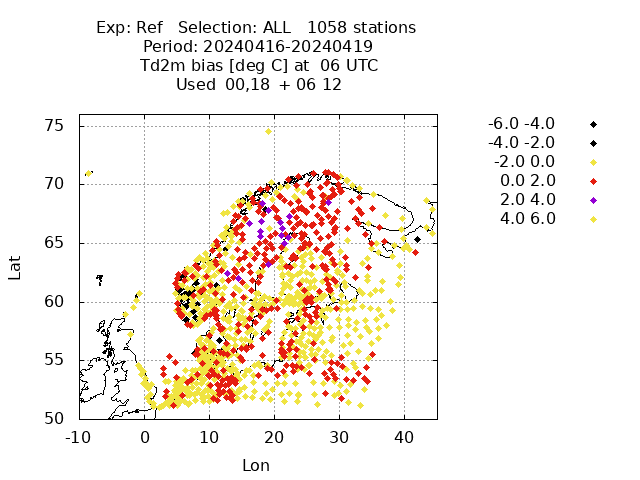 Exp: Ref   Selection: ALL   1058 stations
Period: 20240416-20240419
Td2m bias [deg C] at  06 UTC
Used  00,18  + 06 12
-6.0 -4.0
-4.0 -2.0
-2.0 0.0
0.0 2.0
2.0 4.0
4.0 6.0
75
70
65
60
55
50
Lat
-10 0 10 20 30 40
Lon